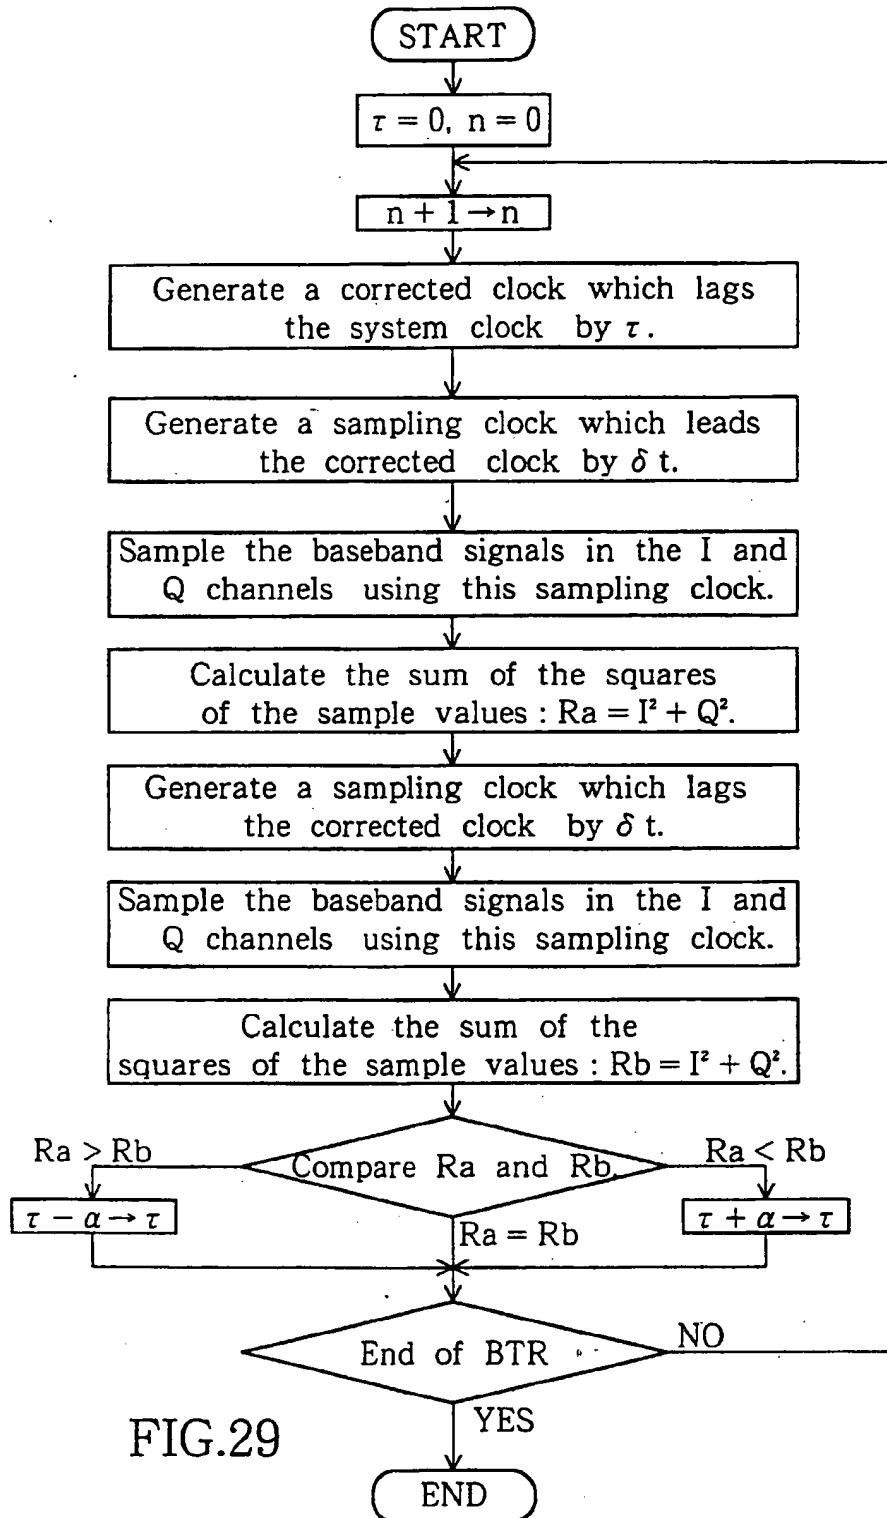 START
τ = 0, n = 0
n + 1 → n
Generate a corrected clock which lags
the system clock by τ.
Generate a sampling clock which leads
the corrected clock by δ t.
Sample the baseband signals in the I and
Q channels using this sampling clock.
Calculate the sum of the squares
of the sample values : Ra = I² + Q².
Generate a sampling clock which lags
the corrected clock by δ t.
Sample the baseband signals in the I and
Q channels using this sampling clock.
Calculate the sum of the
squares of the sample values : Rb = I² + Q².
Ra > Rb
Compare Ra and Rb.
Ra < Rb
τ − α → τ
Ra = Rb
τ + α → τ
End of BTR
NO
YES
FIG.29
END